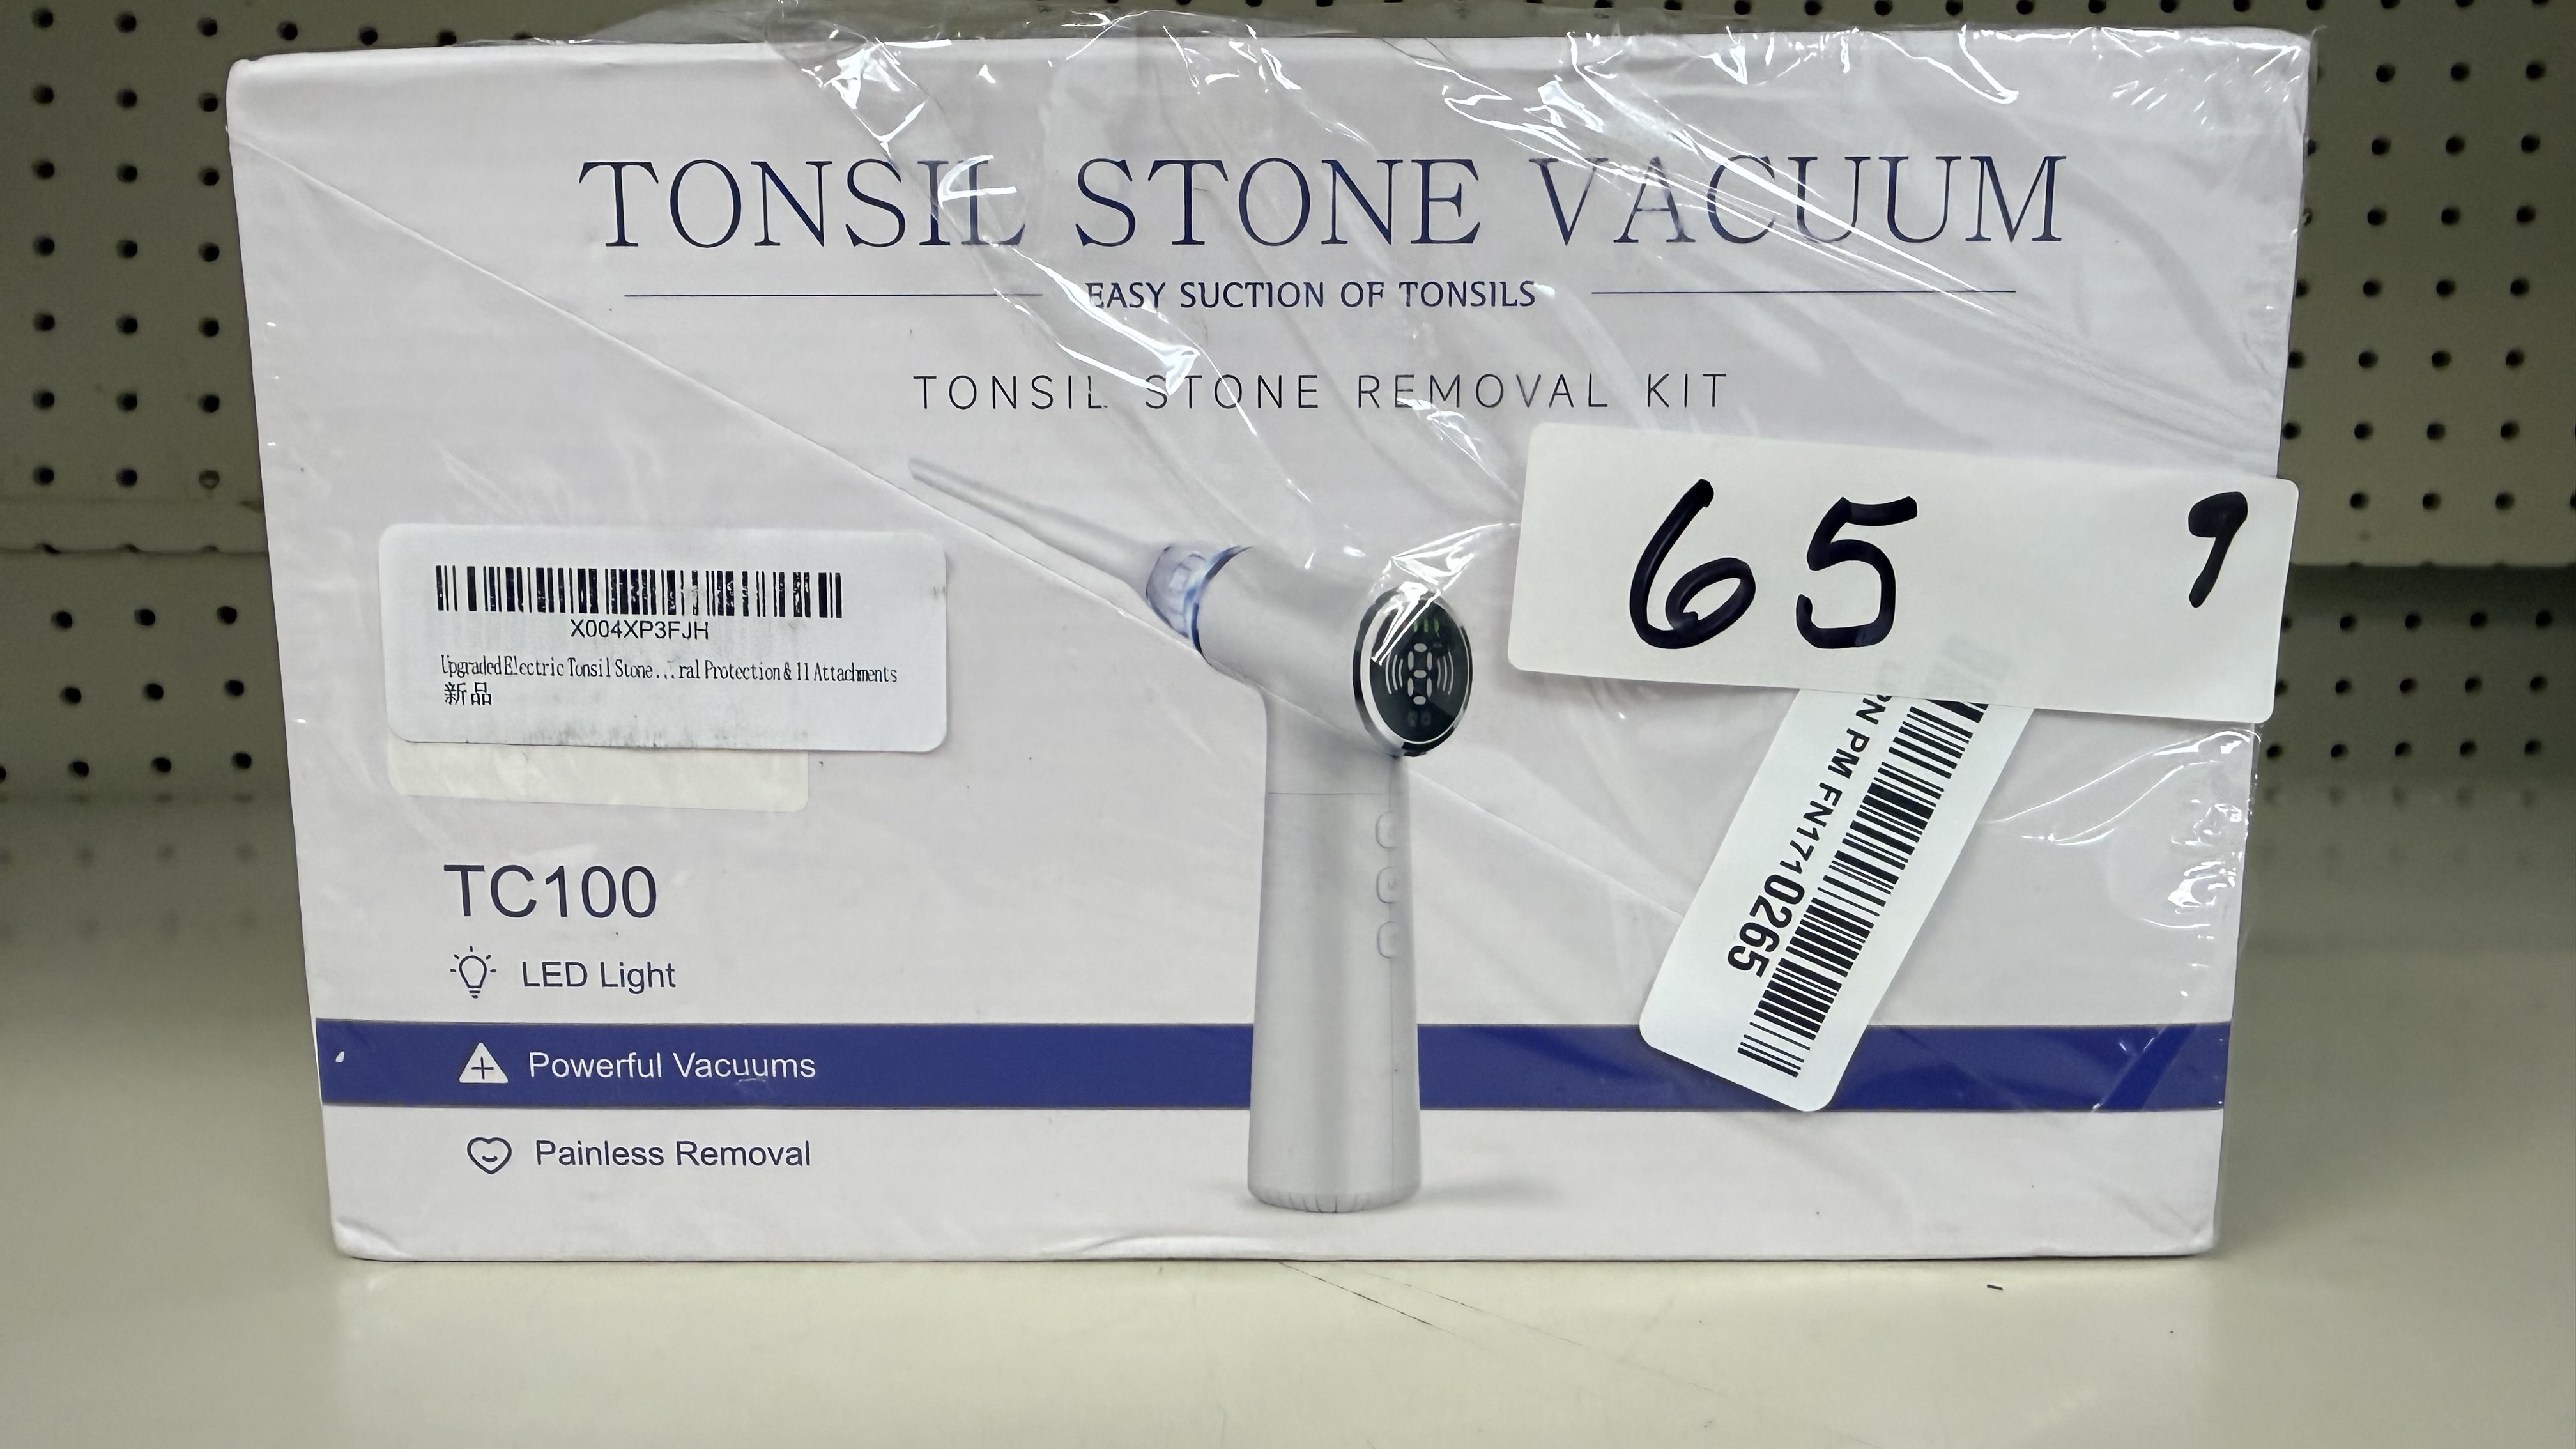 TONSIL STONE VACUUM
EASY SUCTION OF TONSILS
TONSIL STONE REMOVAL KIT
65 9
X004XP3FJH
Upgraded Electric Tonsil Stone... ral Protection & 11 Attachments
新品
PM FN1710265
TC100
LED Light
Powerful Vacuums
Painless Removal